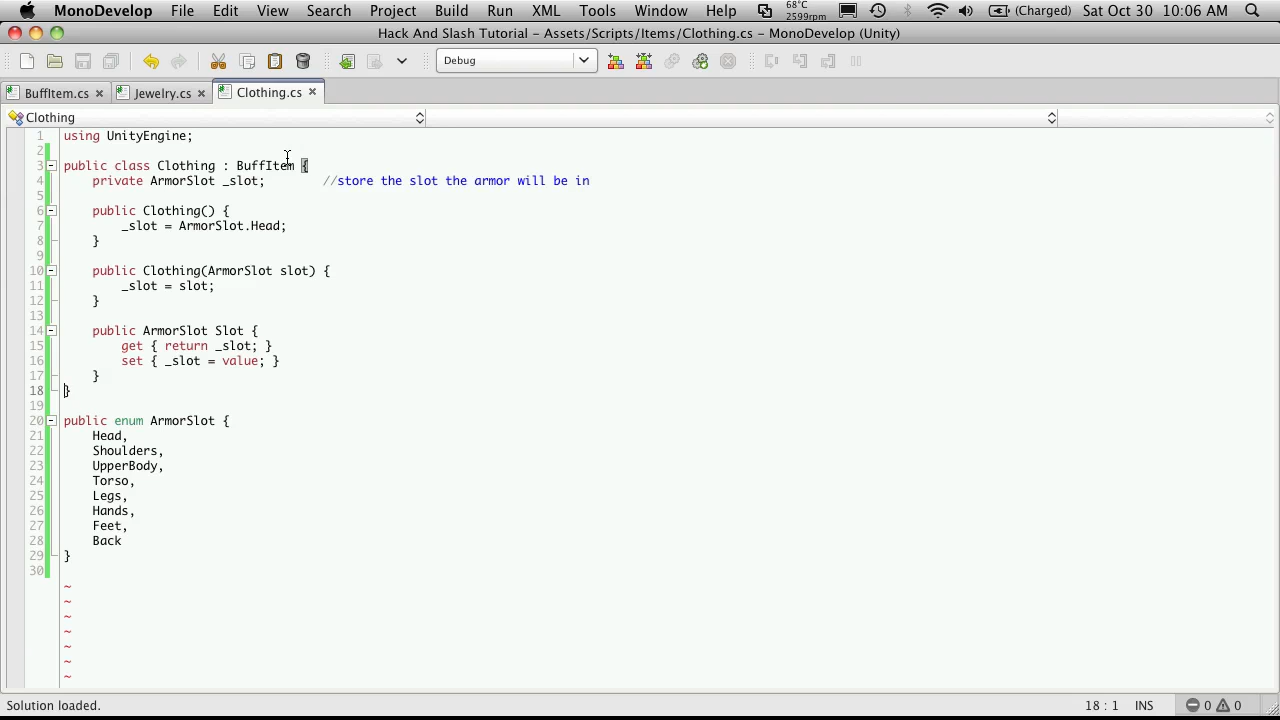 MonoDevelop File Edit View Search Project Build Run XML Tools Window Help 68°C 2599rpm (Charged) Sat Oct 30 10:06 AM
Hack And Slash Tutorial - Assets/Scripts/Items/Clothing.cs - MonoDevelop (Unity)
Debug
BuffItem.cs Jewelry.cs Clothing.cs
Clothing
1 using UnityEngine;
2
3 public class Clothing : BuffItem {
4 private ArmorSlot _slot; //store the slot the armor will be in
5
6 public Clothing() {
7 _slot = ArmorSlot.Head;
8 }
9
10 public Clothing(ArmorSlot slot) {
11 _slot = slot;
12 }
13
14 public ArmorSlot Slot {
15 get { return _slot; }
16 set { _slot = value; }
17 }
18 }
19
20 public enum ArmorSlot {
21 Head,
22 Shoulders,
23 UpperBody,
24 Torso,
25 Legs,
26 Hands,
27 Feet,
28 Back
29 }
30
~
~
~
~
~
~
~
Solution loaded. 18 : 1 INS 0 0